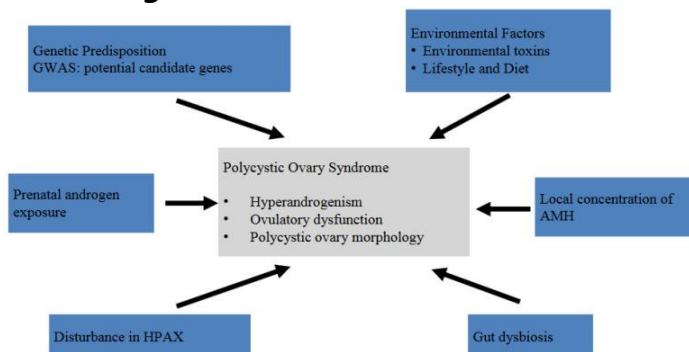 Genetic Predisposition
GWAS: potential candidate genes
Environmental Factors
• Environmental toxins
• Lifestyle and Diet
Prenatal androgen
exposure
Polycystic Ovary Syndrome
• Hyperandrogenism
• Ovulatory dysfunction
• Polycystic ovary morphology
Local concentration of
AMH
Disturbance in HPAX
Gut dysbiosis